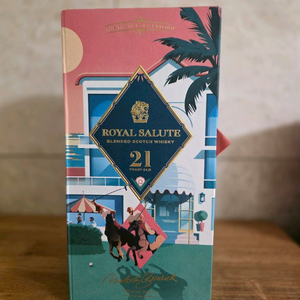 ROYAL SALUTE
BLENDED SCOTCH WHISKY
21
YEARS OLD